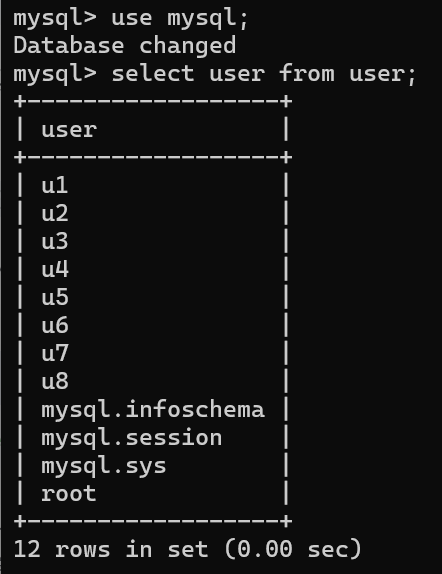 mysql> use mysql;
Database changed
mysql> select user from user;
+------------------+
| user             |
+------------------+
| u1               |
| u2               |
| u3               |
| u4               |
| u5               |
| u6               |
| u7               |
| u8               |
| mysql.infoschema |
| mysql.session    |
| mysql.sys        |
| root             |
+------------------+
12 rows in set (0.00 sec)